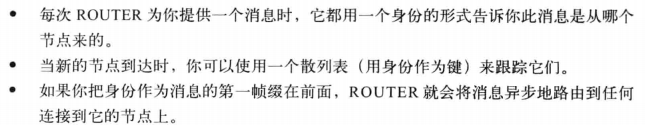 • 每次 ROUTER 为你提供一个消息时，它都用一个身份的形式告诉你此消息是从哪个
节点来的。
• 当新的节点到达时，你可以使用一个散列表（用身份作为键）来跟踪它们。
• 如果你把身份作为消息的第一帧缀在前面，ROUTER 就会将消息异步地路由到任何
连接到它的节点上。